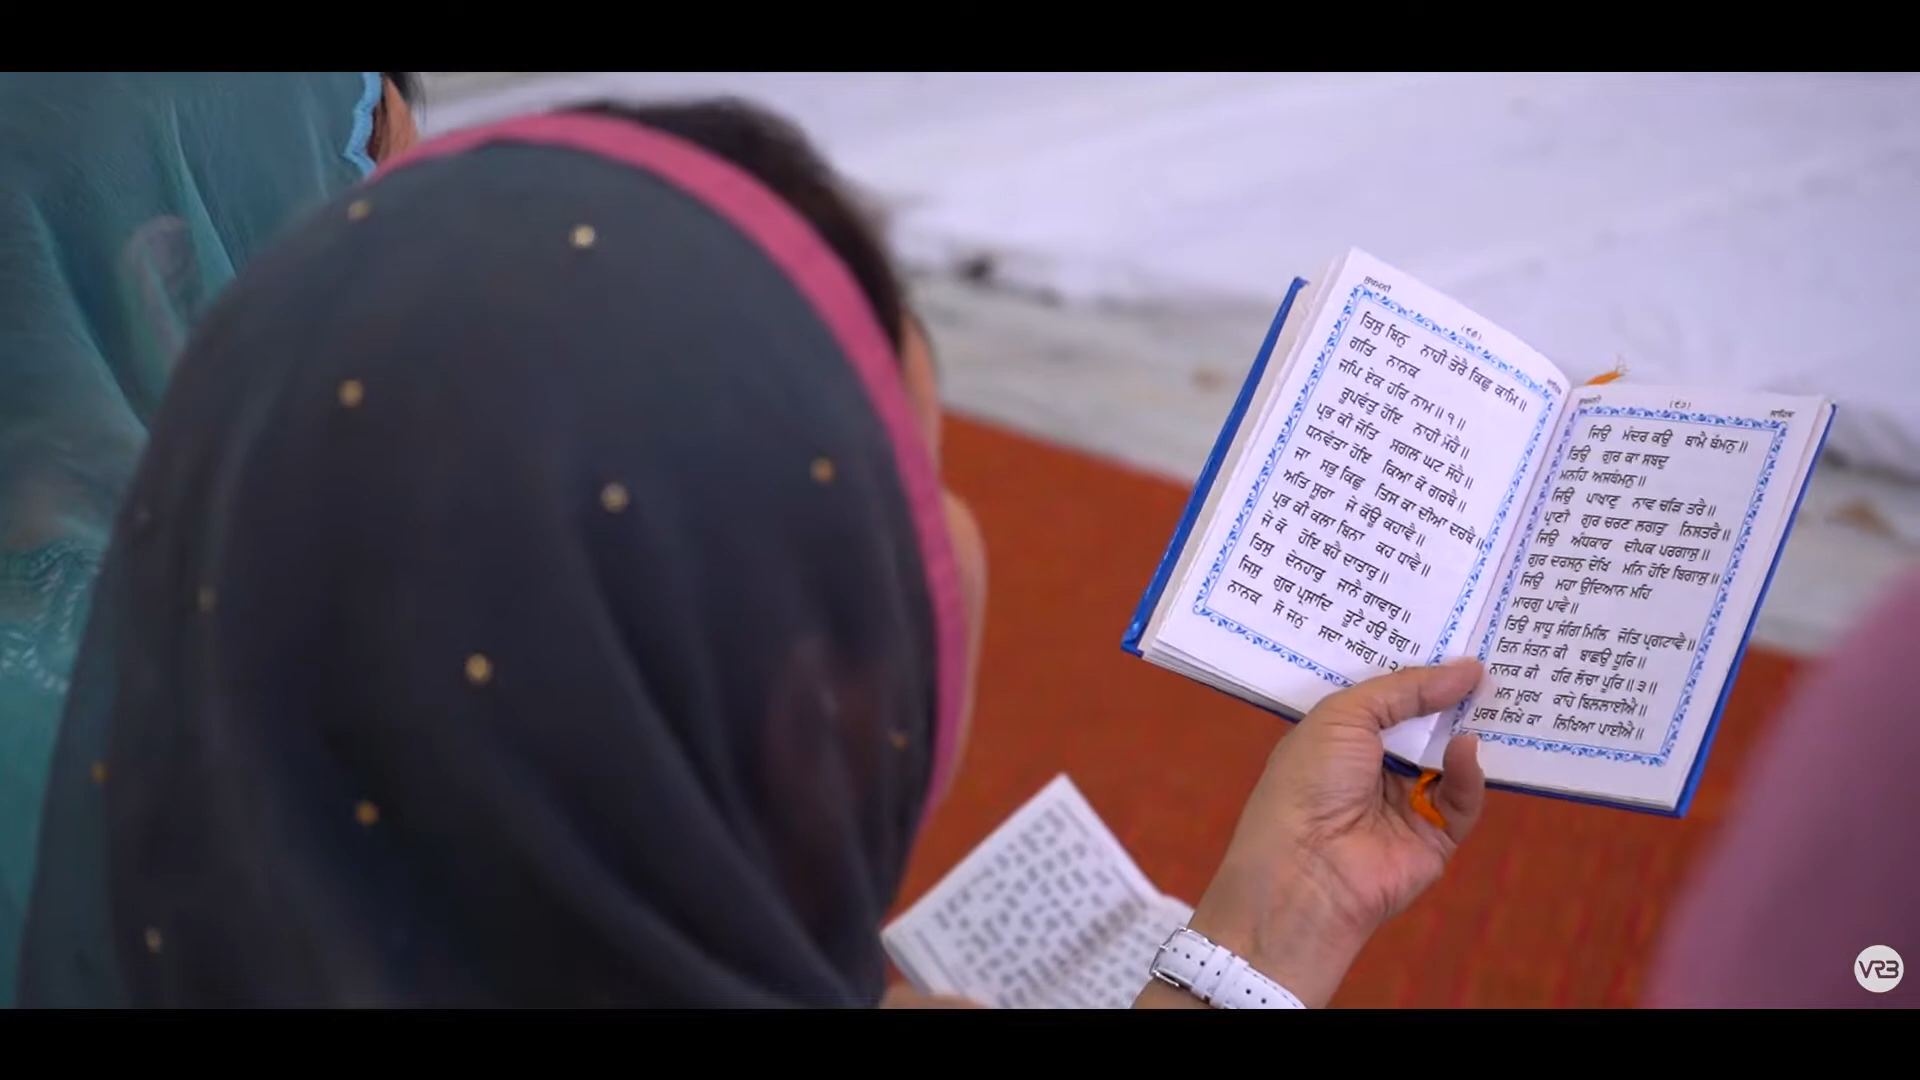 ਸੁਖਮਨੀ
ਸਾਹਿਬ
ਤਿਸੁ ਬਿਨੁ ਨਾਹੀ ਤੇਰੈ ਕਿਛੁ ਕਾਮਿ॥
ਗਤਿ ਨਾਨਕ
ਜਪਿ ਏਕ ਹਰਿ ਨਾਮ॥੧॥
ਰੂਪਵੰਤੁ ਹੋਇ ਨਾਹੀ ਮੋਹੈ॥
ਪ੍ਰਭ ਕੀ ਜੋਤਿ ਸਗਲ ਘਟ ਸੋਹੈ॥
ਧਨਵੰਤਾ ਹੋਇ ਕਿਆ ਕੋ ਗਰਬੈ॥
ਜਾ ਸਭੁ ਕਿਛੁ ਤਿਸ ਕਾ ਦੀਆ ਦਰਬੈ॥
ਅਤਿ ਸੂਰਾ ਜੇ ਕੋਊ ਕਹਾਵੈ॥
ਪ੍ਰਭ ਕੀ ਕਲਾ ਬਿਨਾ ਕਹ ਧਾਵੈ॥
ਜੇ ਕੋ ਹੋਇ ਬਹੈ ਦਾਤਾਰੁ॥
ਤਿਸੁ ਦੇਨਹਾਰੁ ਜਾਨੈ ਗਾਵਾਰੁ॥
ਜਿਸੁ ਗੁਰ ਪ੍ਰਸਾਦਿ ਤੂਟੈ ਹਉ ਰੋਗੁ॥
ਨਾਨਕ ਸੋ ਜਨੁ ਸਦਾ ਅਰੋਗੁ॥੨॥
ਸੁਖਮਨੀ
ਸਾਹਿਬ
ਜਿਉ ਮੰਦਰ ਕਉ ਥਾਮੈ ਥੰਮਨੁ॥
ਤਿਉ ਗੁਰ ਕਾ ਸਬਦੁ
ਮਨਹਿ ਅਸਥੰਮਨੁ॥
ਜਿਉ ਪਾਖਾਣੁ ਨਾਵ ਚੜਿ ਤਰੈ॥
ਪ੍ਰਾਣੀ ਗੁਰ ਚਰਣ ਲਗਤੁ ਨਿਸਤਰੈ॥
ਜਿਉ ਅੰਧਕਾਰ ਦੀਪਕ ਪਰਗਾਸੁ॥
ਗੁਰ ਦਰਸਨੁ ਦੇਖਿ ਮਨਿ ਹੋਇ ਬਿਗਾਸੁ॥
ਜਿਉ ਮਹਾ ਉਦਿਆਨ ਮਹਿ
ਮਾਰਗੁ ਪਾਵੈ॥
ਤਿਉ ਸਾਧੂ ਸੰਗਿ ਮਿਲਿ ਜੋਤਿ ਪ੍ਰਗਟਾਵੈ॥
ਤਿਨ ਸੰਤਨ ਕੀ ਬਾਛਉ ਧੂਰਿ॥
ਨਾਨਕ ਕੀ ਹਰਿ ਲੋਚਾ ਪੂਰਿ॥੩॥
ਮਨ ਮੂਰਖ ਕਾਹੇ ਬਿਲਲਾਈਐ॥
ਪੁਰਬ ਲਿਖੇ ਕਾ ਲਿਖਿਆ ਪਾਈਐ॥
VRB